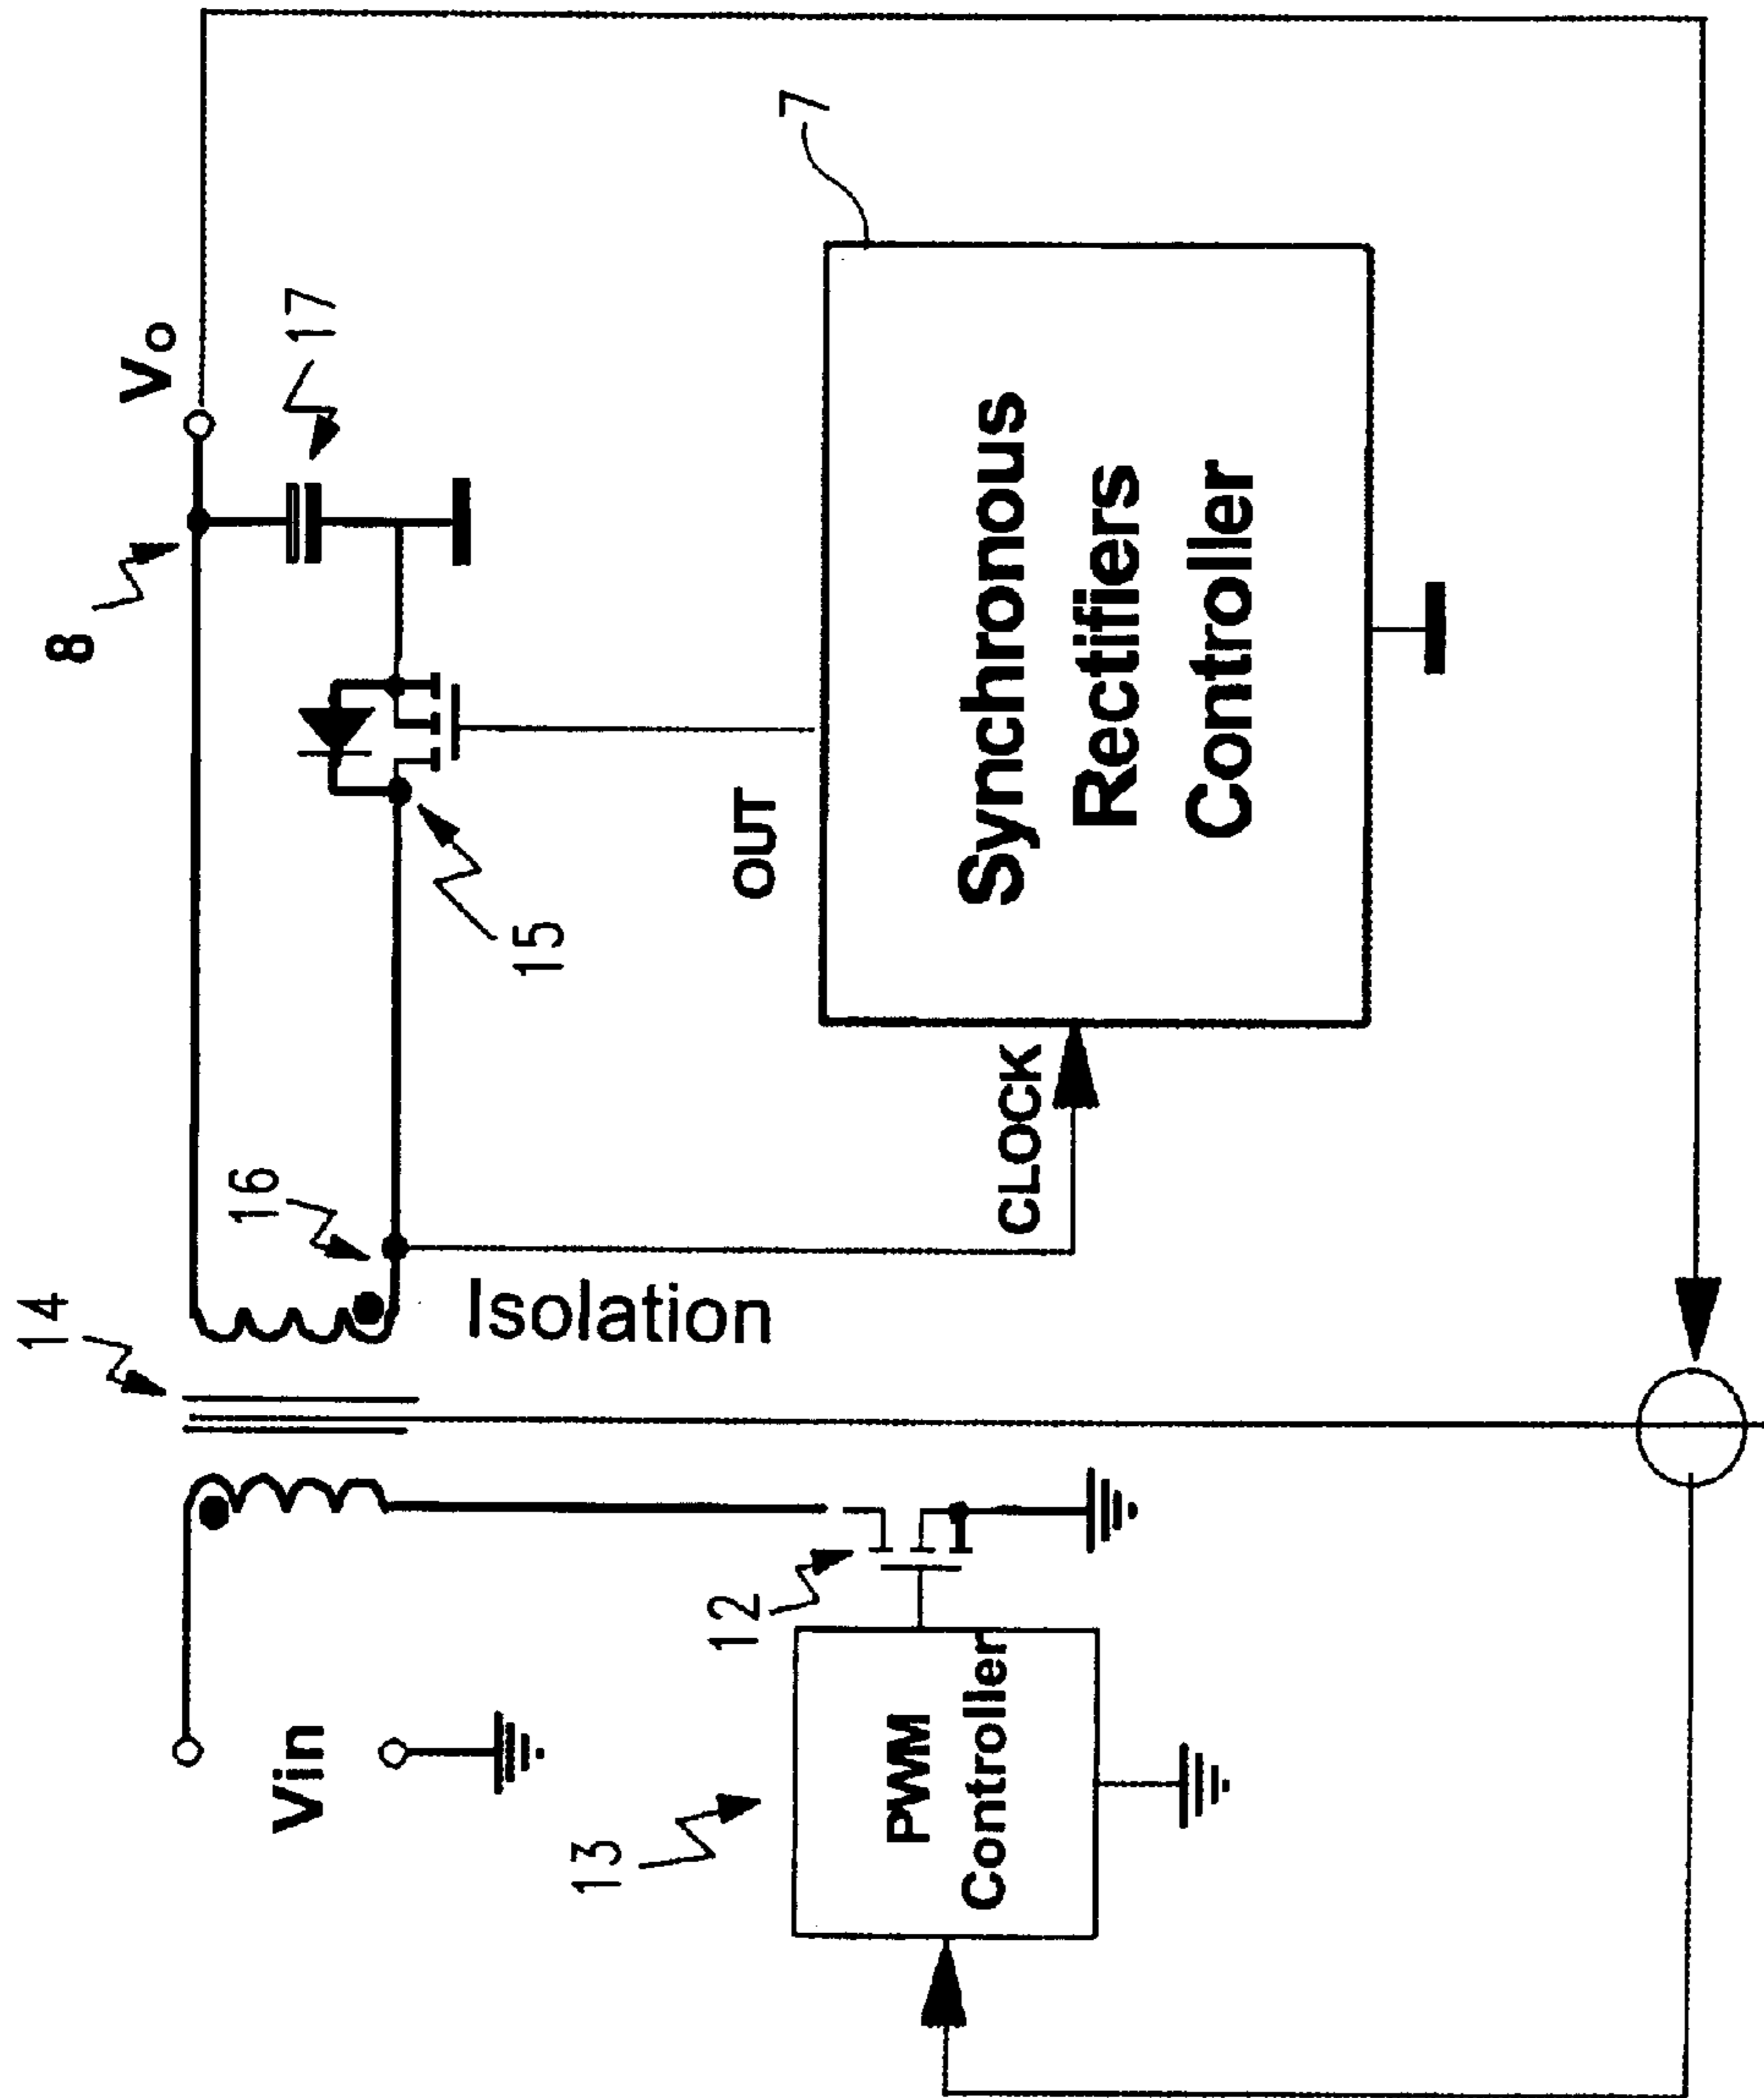 14
16
8
Vo
17
Vin
Isolation
15
7
13
12
OUT
PWM
Controller
CLOCK
Synchronous
Rectifiers
Controller